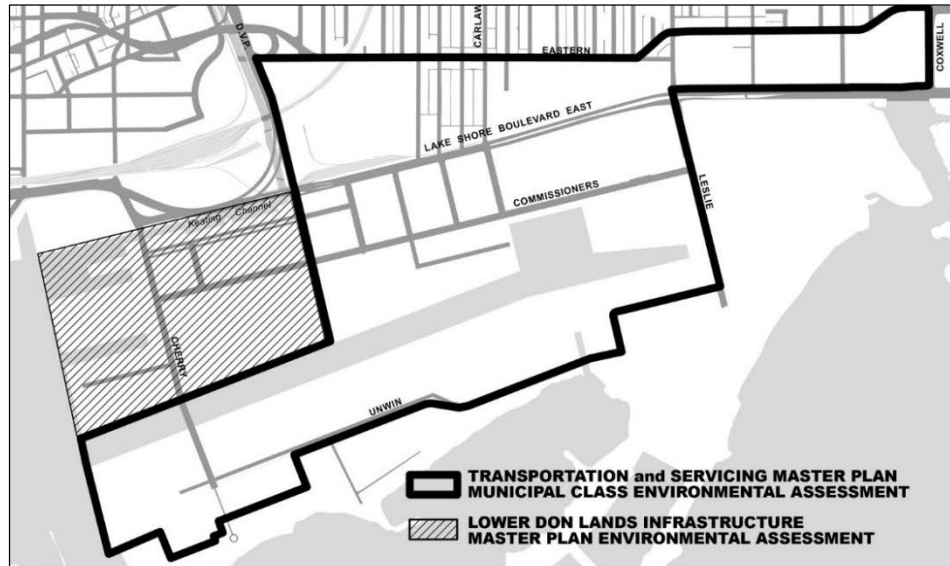 D.V.P.
CARLAW
EASTERN
COXWELL
LAKE SHORE BOULEVARD EAST
COMMISSIONERS
LESLIE
Keating Channel
CHERRY
UNWIN
TRANSPORTATION and SERVICING MASTER PLAN
MUNICIPAL CLASS ENVIRONMENTAL ASSESSMENT
LOWER DON LANDS INFRASTRUCTURE
MASTER PLAN ENVIRONMENTAL ASSESSMENT